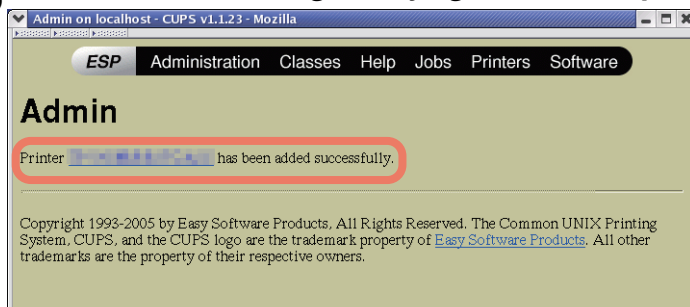 Admin on localhost - CUPS v1.1.23 - Mozilla
ESP Administration Classes Help Jobs Printers Software
Admin
Printer has been added successfully.
Copyright 1993-2005 by Easy Software Products, All Rights Reserved. The Common UNIX Printing
System, CUPS, and the CUPS logo are the trademark property of Easy Software Products. All other
trademarks are the property of their respective owners.